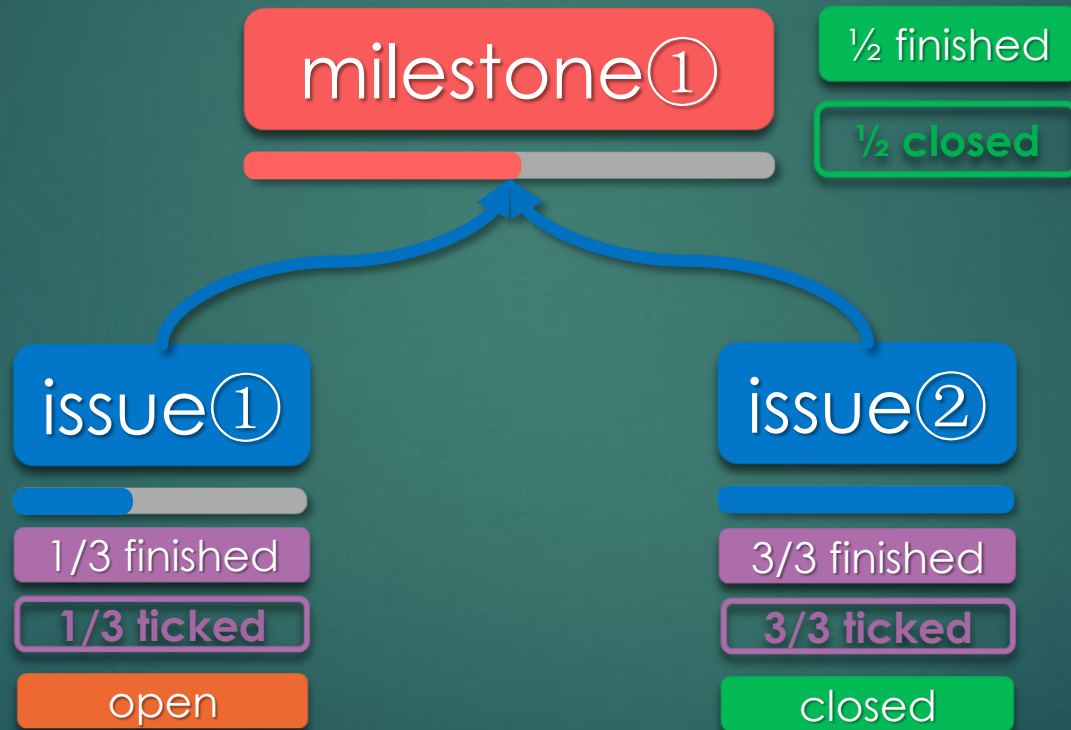 milestone①
½ finished
½ closed
issue①
1/3 finished
1/3 ticked
open
issue②
3/3 finished
3/3 ticked
closed